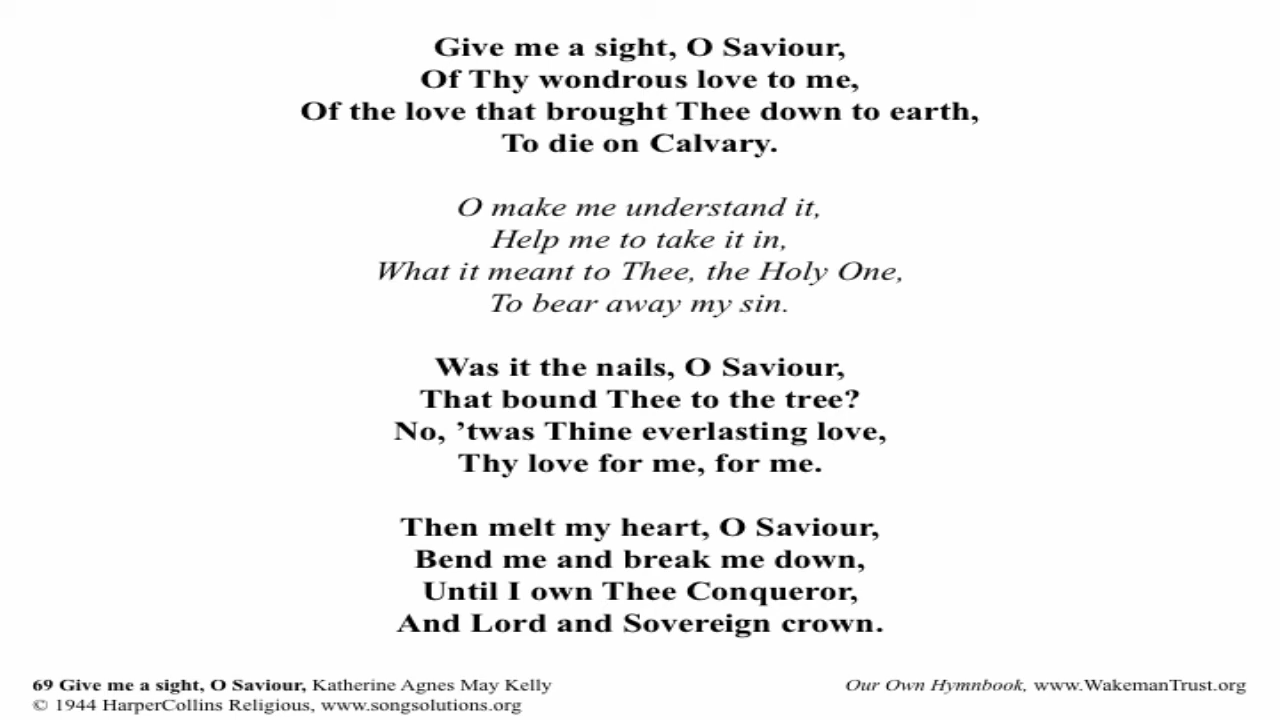 Give me a sight, O Saviour,
Of Thy wondrous love to me,
Of the love that brought Thee down to earth,
To die on Calvary.
O make me understand it,
Help me to take it in,
What it meant to Thee, the Holy One,
To bear away my sin.
Was it the nails, O Saviour,
That bound Thee to the tree?
No, ’twas Thine everlasting love,
Thy love for me, for me.
Then melt my heart, O Saviour,
Bend me and break me down,
Until I own Thee Conqueror,
And Lord and Sovereign crown.
69 Give me a sight, O Saviour, Katherine Agnes May Kelly
© 1944 HarperCollins Religious, www.songsolutions.org
Our Own Hymnbook, www.WakemanTrust.org